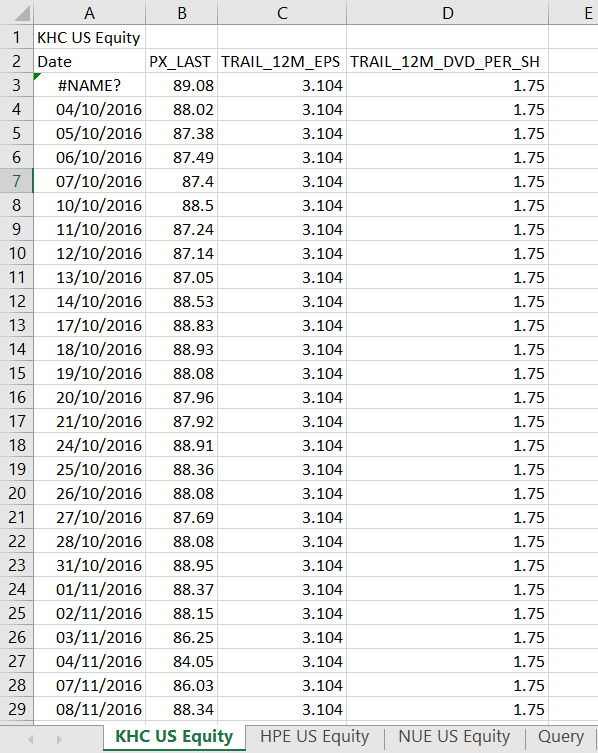 A B C D E
1 KHC US Equity
2 Date PX_LAST TRAIL_12M_EPS TRAIL_12M_DVD_PER_SH
3 #NAME? 89.08 3.104 1.75
4 04/10/2016 88.02 3.104 1.75
5 05/10/2016 87.38 3.104 1.75
6 06/10/2016 87.49 3.104 1.75
7 07/10/2016 87.4 3.104 1.75
8 10/10/2016 88.5 3.104 1.75
9 11/10/2016 87.24 3.104 1.75
10 12/10/2016 87.14 3.104 1.75
11 13/10/2016 87.05 3.104 1.75
12 14/10/2016 88.53 3.104 1.75
13 17/10/2016 88.83 3.104 1.75
14 18/10/2016 88.93 3.104 1.75
15 19/10/2016 88.08 3.104 1.75
16 20/10/2016 87.96 3.104 1.75
17 21/10/2016 87.92 3.104 1.75
18 24/10/2016 88.91 3.104 1.75
19 25/10/2016 88.36 3.104 1.75
20 26/10/2016 88.08 3.104 1.75
21 27/10/2016 87.69 3.104 1.75
22 28/10/2016 88.08 3.104 1.75
23 31/10/2016 88.95 3.104 1.75
24 01/11/2016 88.37 3.104 1.75
25 02/11/2016 88.15 3.104 1.75
26 03/11/2016 86.25 3.104 1.75
27 04/11/2016 84.05 3.104 1.75
28 07/11/2016 86.03 3.104 1.75
29 08/11/2016 88.34 3.104 1.75
KHC US Equity HPE US Equity NUE US Equity Query